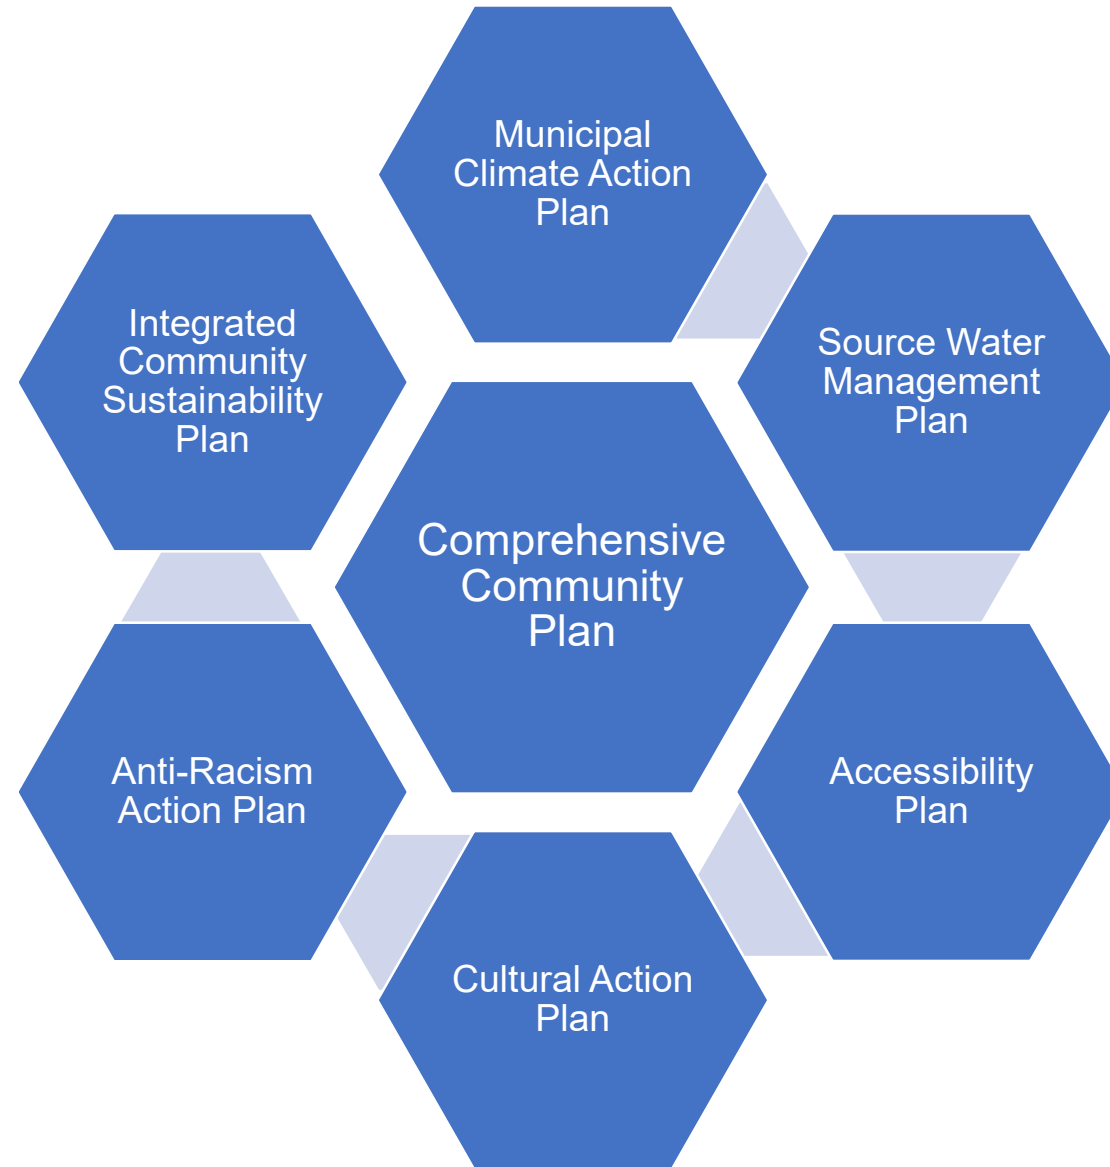 Municipal
Climate Action
Plan
Source Water
Management
Plan
Accessibility
Plan
Cultural Action
Plan
Anti-Racism
Action Plan
Integrated
Community
Sustainability
Plan
Comprehensive
Community
Plan